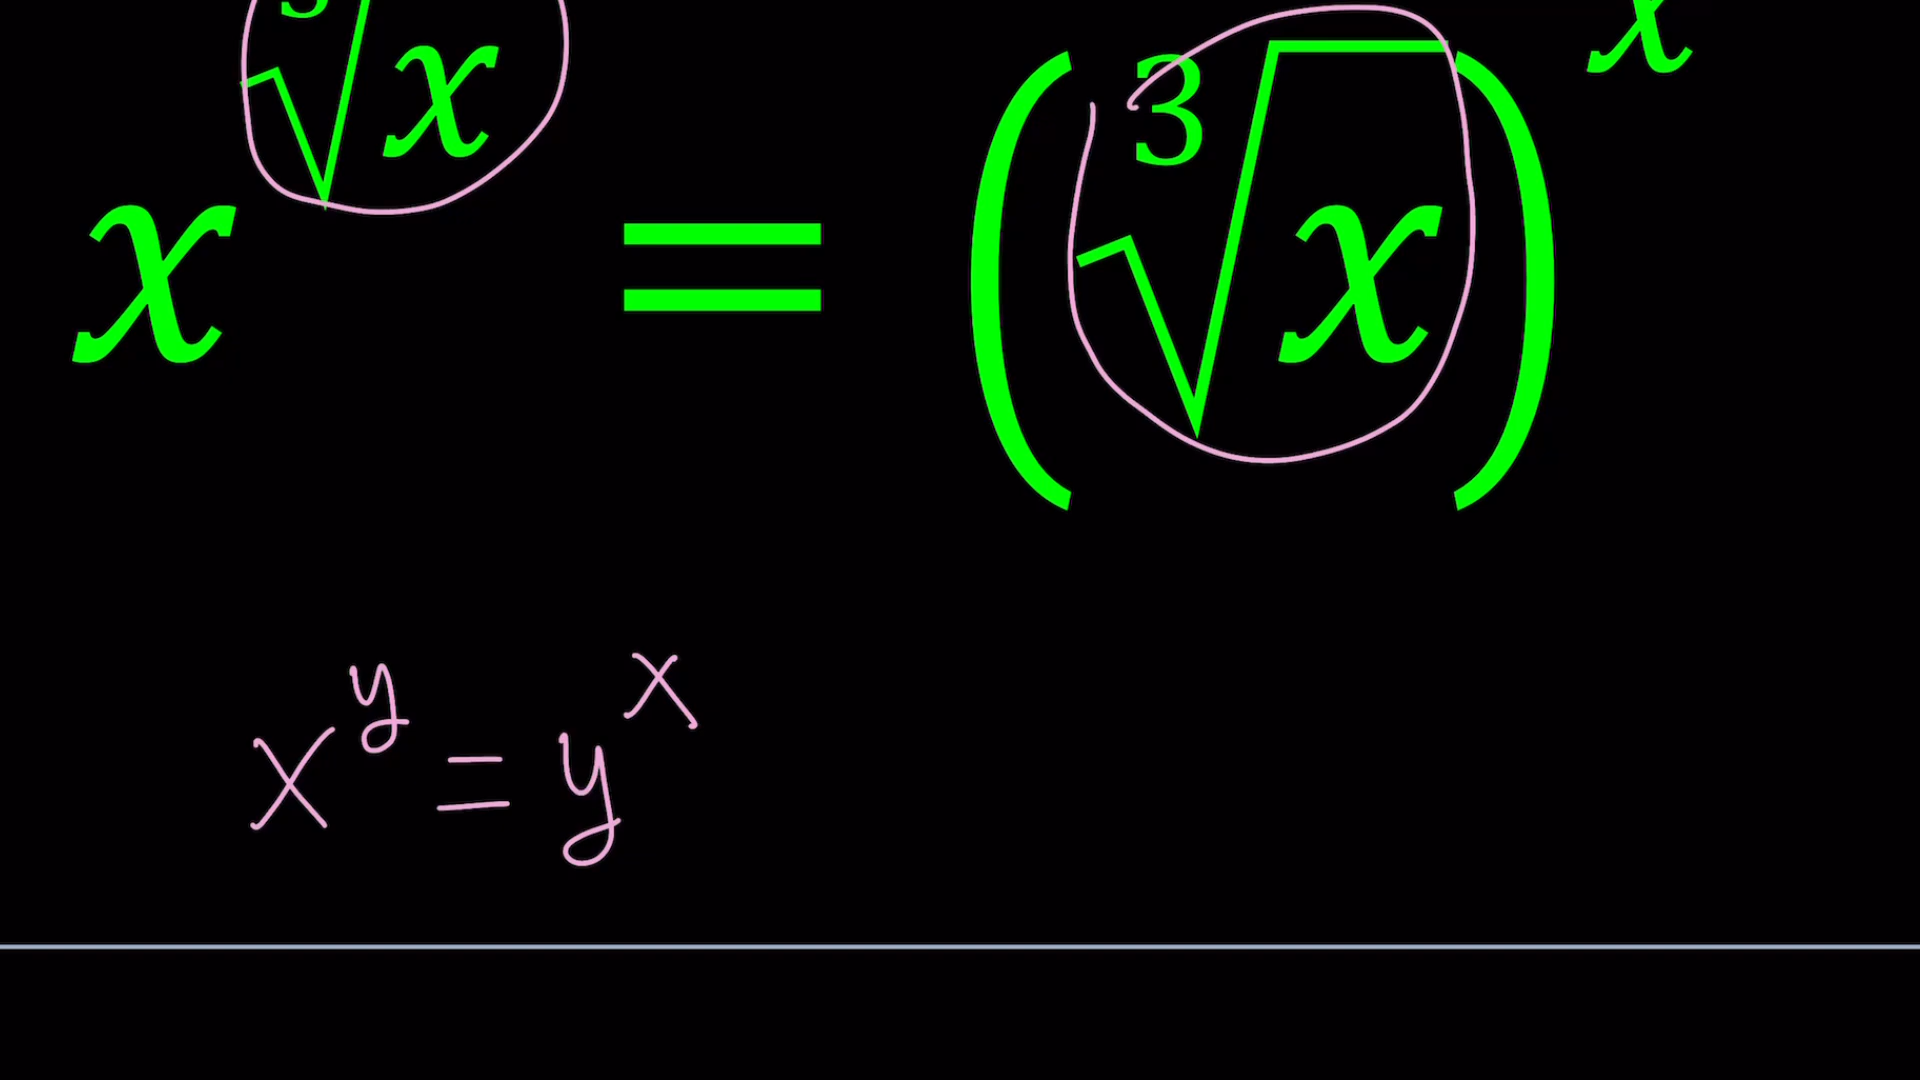 x^∛x = (∛x)^x
x^y = y^x